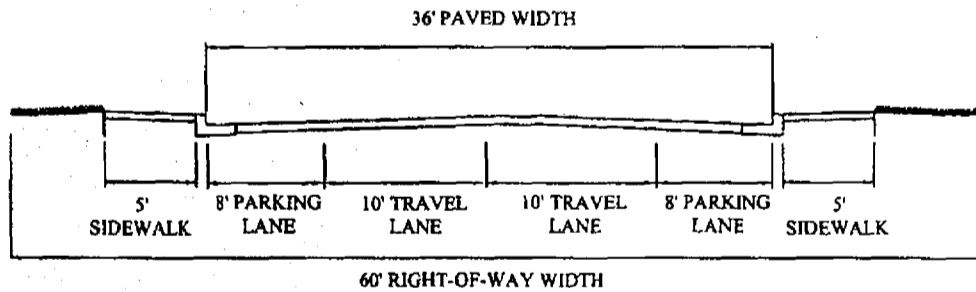 36' PAVED WIDTH
5'
SIDEWALK
8' PARKING
LANE
10' TRAVEL
LANE
10' TRAVEL
LANE
8' PARKING
LANE
5'
SIDEWALK
60' RIGHT-OF-WAY WIDTH